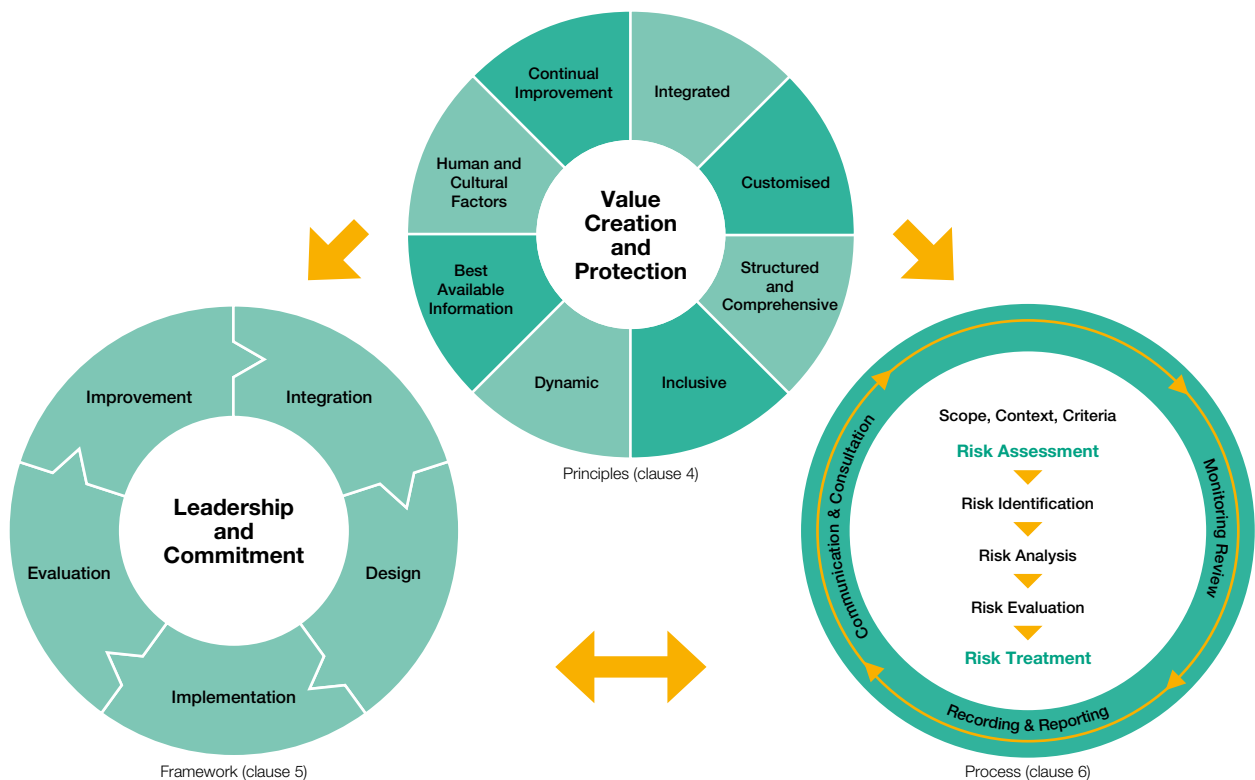 Continual
Improvement
Integrated
Customised
Structured
and
Comprehensive
Inclusive
Dynamic
Best
Available
Information
Human and
Cultural
Factors
Value
Creation
and
Protection
Principles (clause 4)
Improvement
Integration
Design
Implementation
Evaluation
Leadership
and
Commitment
Framework (clause 5)
Communication & Consultation
Monitoring Review
Recording & Reporting
Scope, Context, Criteria
Risk Assessment
Risk Identification
Risk Analysis
Risk Evaluation
Risk Treatment
Process (clause 6)